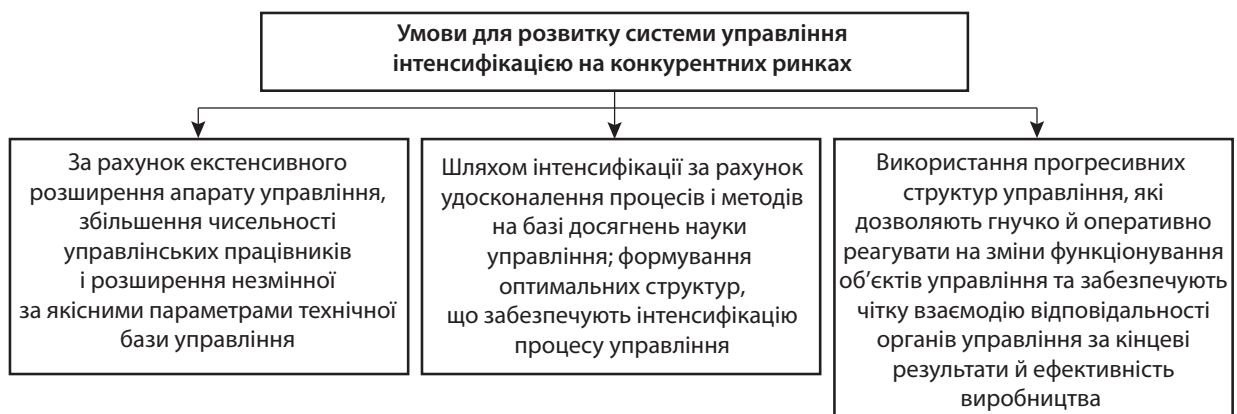 Умови для розвитку системи управління
інтенсифікацією на конкурентних ринках
За рахунок екстенсивного
розширення апарату управління,
збільшення чисельності
управлінських працівників
і розширення незмінної
за якісними параметрами технічної
бази управління
Шляхом інтенсифікації за рахунок
удосконалення процесів і методів
на базі досягнень науки
управління; формування
оптимальних структур,
що забезпечують інтенсифікацію
процесу управління
Використання прогресивних
структур управління, які
дозволяють гнучко й оперативно
реагувати на зміни функціонування
об’єктів управління та забезпечують
чітку взаємодію відповідальності
органів управління за кінцеві
результати й ефективність
виробництва